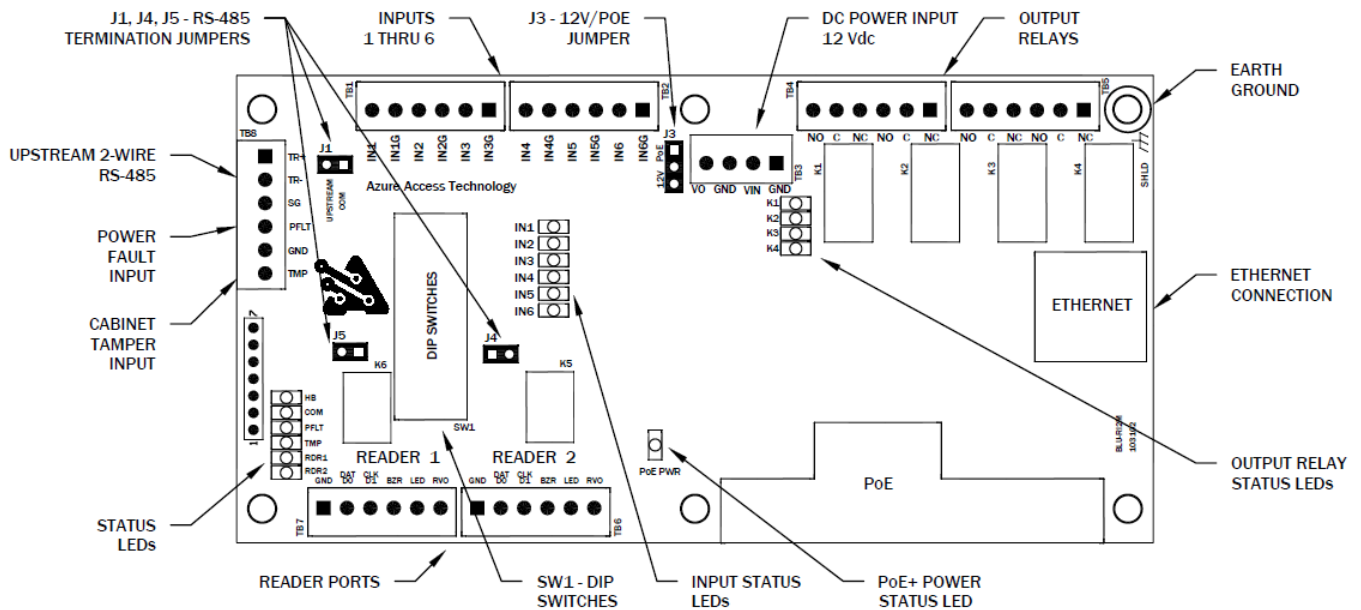 J1, J4, J5 - RS-485
TERMINATION JUMPERS
INPUTS
1 THRU 6
J3 - 12V/POE
JUMPER
DC POWER INPUT
12 Vdc
OUTPUT
RELAYS
EARTH
GROUND
UPSTREAM 2-WIRE
RS-485
POWER
FAULT
INPUT
CABINET
TAMPER
INPUT
TB1
TB2
TB4
TB5
TB8
TR+
TR-
SG
PFLT
GND
TMP
J1
UPSTREAM
COM
IN1
IN1G
IN2
IN2G
IN3
IN3G
IN4
IN4G
IN5
IN5G
IN6
IN6G
Azure Access Technology
J3
PoE
12V
VO GND VIN GND
TB3
NO C NC NO C NC
NO C NC NO C NC
K1
K2
K3
K4
SHLD
K1
K2
K3
K4
IN1
IN2
IN3
IN4
IN5
IN6
DIP SWITCHES
SW1
J5
J4
K6
K5
ETHERNET
ETHERNET
CONNECTION
7
1
HB
COM
PFLT
TMP
RDR1
RDR2
READER 1
READER 2
GND DAT D0 CLK D1 BZR LED RVO
GND DAT D0 CLK D1 BZR LED RVO
TB7
TB6
PoE PWR
PoE
BLU-RI2M
103102
OUTPUT RELAY
STATUS LEDs
STATUS
LEDs
READER PORTS
SW1 - DIP
SWITCHES
INPUT STATUS
LEDs
PoE+ POWER
STATUS LED